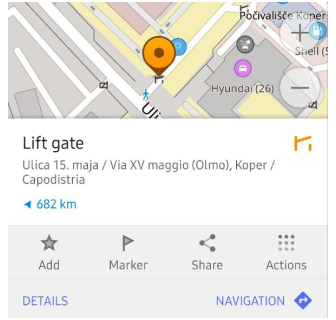 Počivališče Koper
Shell (5
Hyundai (26)
Uli
Lift gate
Ulica 15. maja / Via XV maggio (Olmo), Koper /
Capodistria
682 km
Add
Marker
Share
Actions
DETAILS
NAVIGATION